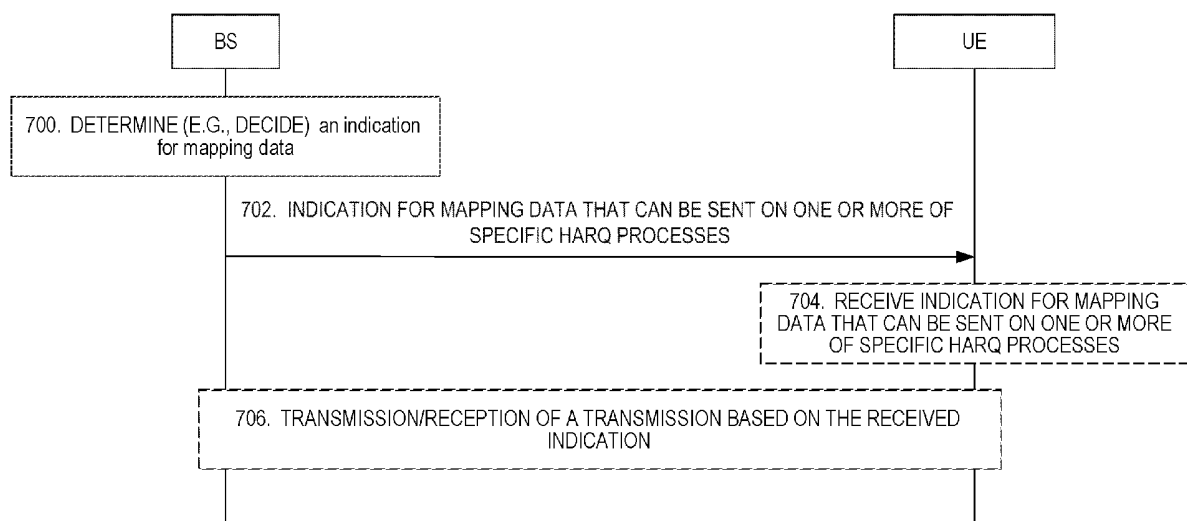 BS
UE
700. DETERMINE (E.G., DECIDE) an indication
for mapping data
702. INDICATION FOR MAPPING DATA THAT CAN BE SENT ON ONE OR MORE OF
SPECIFIC HARQ PROCESSES
704. RECEIVE INDICATION FOR MAPPING
DATA THAT CAN BE SENT ON ONE OR MORE
OF SPECIFIC HARQ PROCESSES
706. TRANSMISSION/RECEPTION OF A TRANSMISSION BASED ON THE RECEIVED
INDICATION